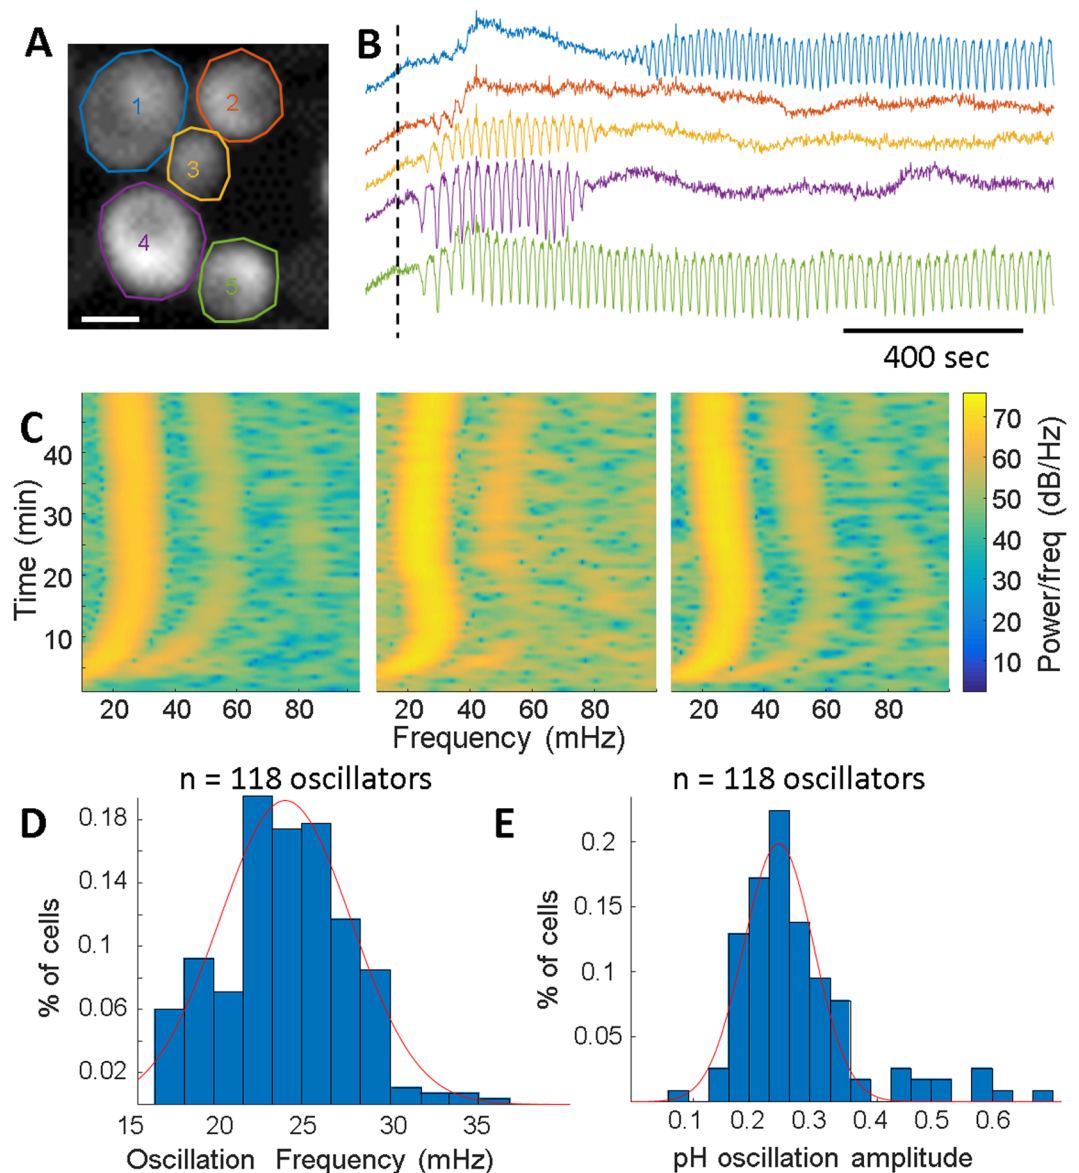 A
B
1
2
3
4
5
400 sec
C
40
30
20
10
Time (min)
20 40 60 80
20 40 60 80
20 40 60 80
Frequency (mHz)
70
60
50
40
30
20
10
Power/freq (dB/Hz)
n = 118 oscillators
D
0.18
0.14
0.1
0.06
0.02
% of cells
15 20 25 30 35
Oscillation Frequency (mHz)
n = 118 oscillators
E
0.2
0.15
0.1
0.05
% of cells
0.1 0.2 0.3 0.4 0.5 0.6
pH oscillation amplitude